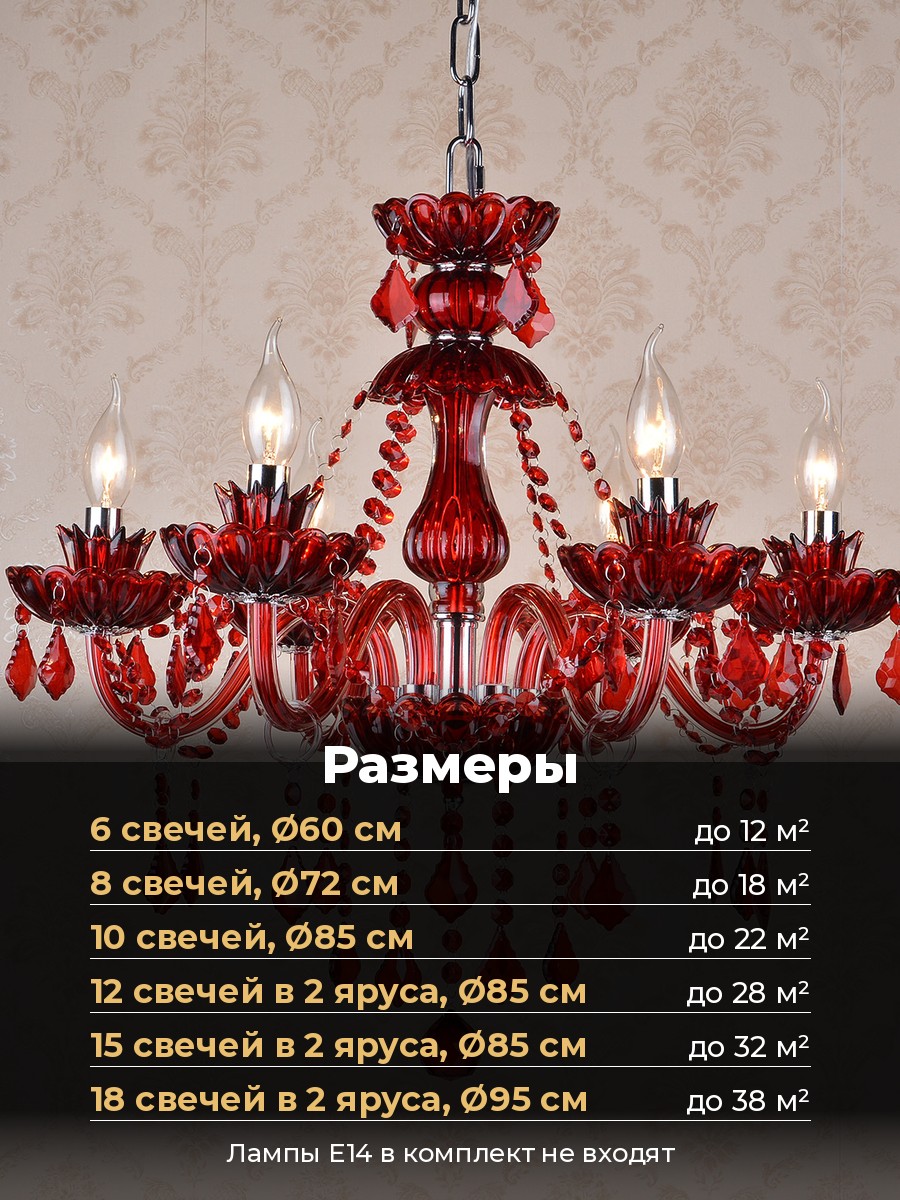 Размеры
6 свечей, Ø60 см
до 12 м²
8 свечей, Ø72 см
до 18 м²
10 свечей, Ø85 см
до 22 м²
12 свечей в 2 яруса, Ø85 см
до 28 м²
15 свечей в 2 яруса, Ø85 см
до 32 м²
18 свечей в 2 яруса, Ø95 см
до 38 м²
Лампы E14 в комплект не входят